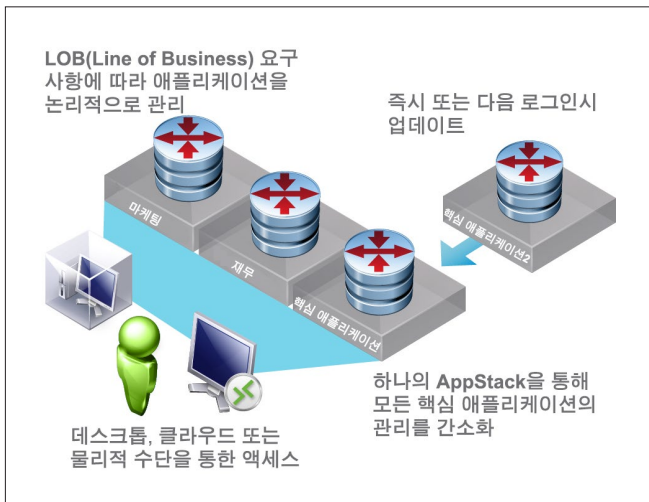 LOB(Line of Business) 요구
사항에 따라 애플리케이션을
논리적으로 관리
즉시 또는 다음 로그인시
업데이트
마케팅
재무
핵심 애플리케이션
핵심 애플리케이션2
하나의 AppStack을 통해
모든 핵심 애플리케이션의
관리를 간소화
데스크톱, 클라우드 또는
물리적 수단을 통한 액세스